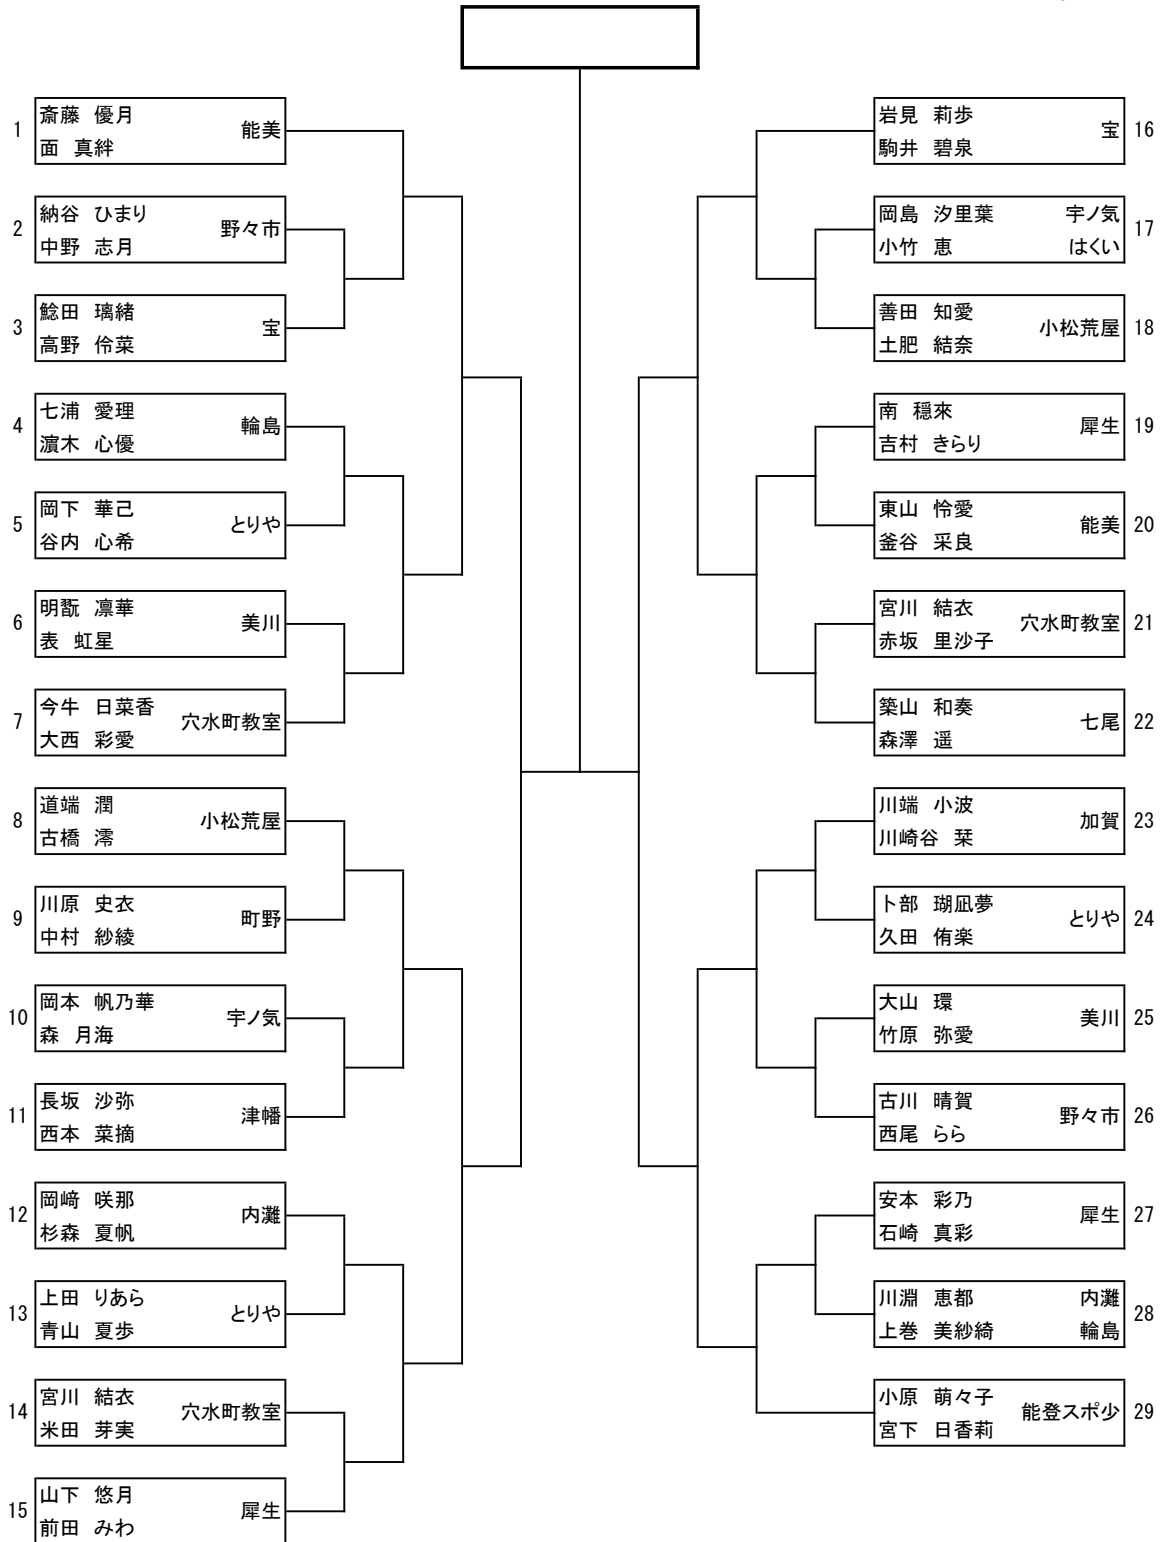 斎藤 優月
1 能美
面 真絆
納谷 ひまり
2 野々市
中野 志月
鯰田 璃緒
3 宝
高野 伶菜
七浦 愛理
4 輪島
濵木 心優
岡下 華己
5 とりや
谷内 心希
明翫 凛華
6 美川
表 虹星
今牛 日菜香
7 穴水町教室
大西 彩愛
道端 潤
8 小松荒屋
古橋 澪
川原 史衣
9 町野
中村 紗綾
岡本 帆乃華
10 宇ノ気
森 月海
長坂 沙弥
11 津幡
西本 菜摘
岡﨑 咲那
12 内灘
杉森 夏帆
上田 りあら
13 とりや
青山 夏歩
宮川 結衣
14 穴水町教室
米田 芽実
山下 悠月
15 犀生
前田 みわ
岩見 莉歩
宝 16
駒井 碧泉
岡島 汐里葉 宇ノ気
17
小竹 恵 はくい
善田 知愛
小松荒屋 18
土肥 結奈
南 穏來
犀生 19
吉村 きらり
東山 怜愛
能美 20
釜谷 采良
宮川 結衣
穴水町教室 21
赤坂 里沙子
築山 和奏
七尾 22
森澤 遥
川端 小波
加賀 23
川崎谷 栞
卜部 瑚凪夢
とりや 24
久田 侑楽
大山 環
美川 25
竹原 弥愛
古川 晴賀
野々市 26
西尾 らら
安本 彩乃
犀生 27
石崎 真彩
川淵 恵都 内灘
28
上巻 美紗綺 輪島
小原 萌々子
能登スポ少 29
宮下 日香莉